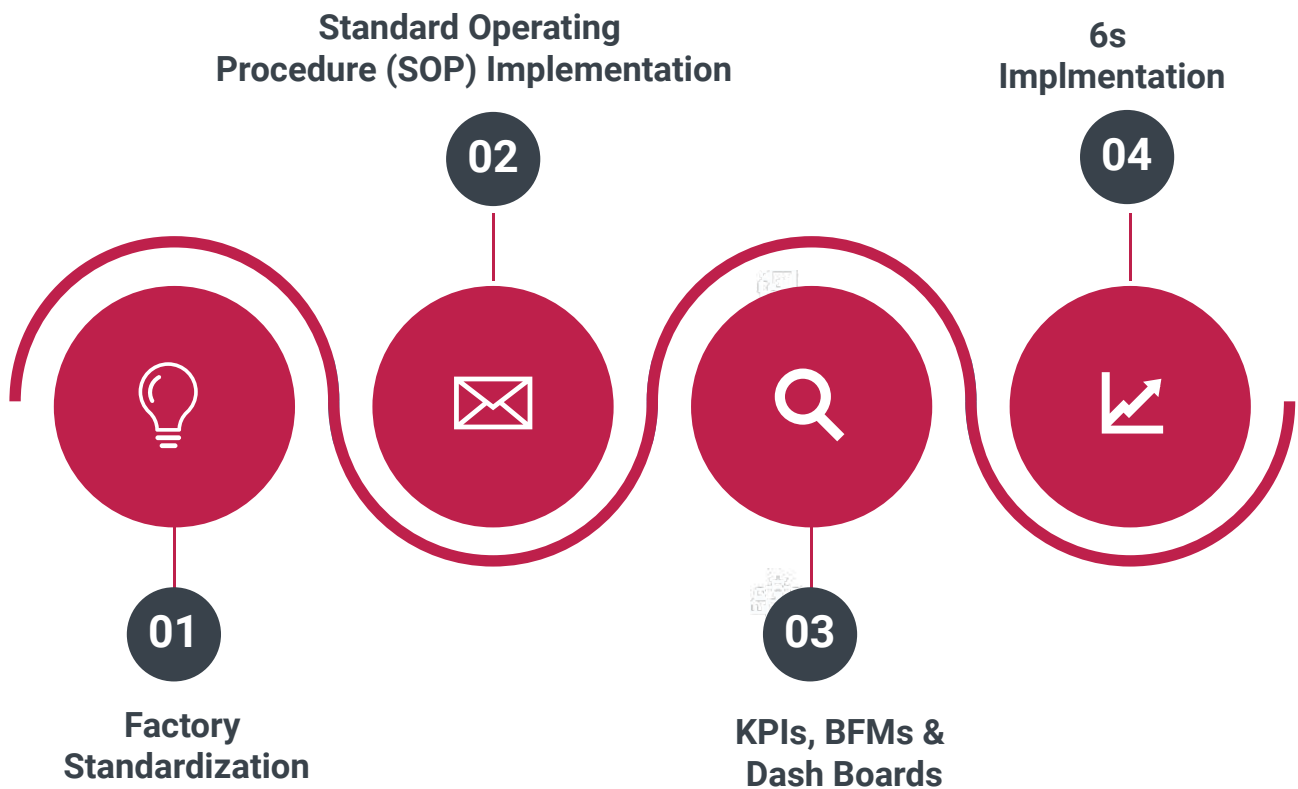 Standard Operating
Procedure (SOP) Implementation
6s
Implmentation
02
04
01
03
Factory
Standardization
KPIs, BFMs &
Dash Boards